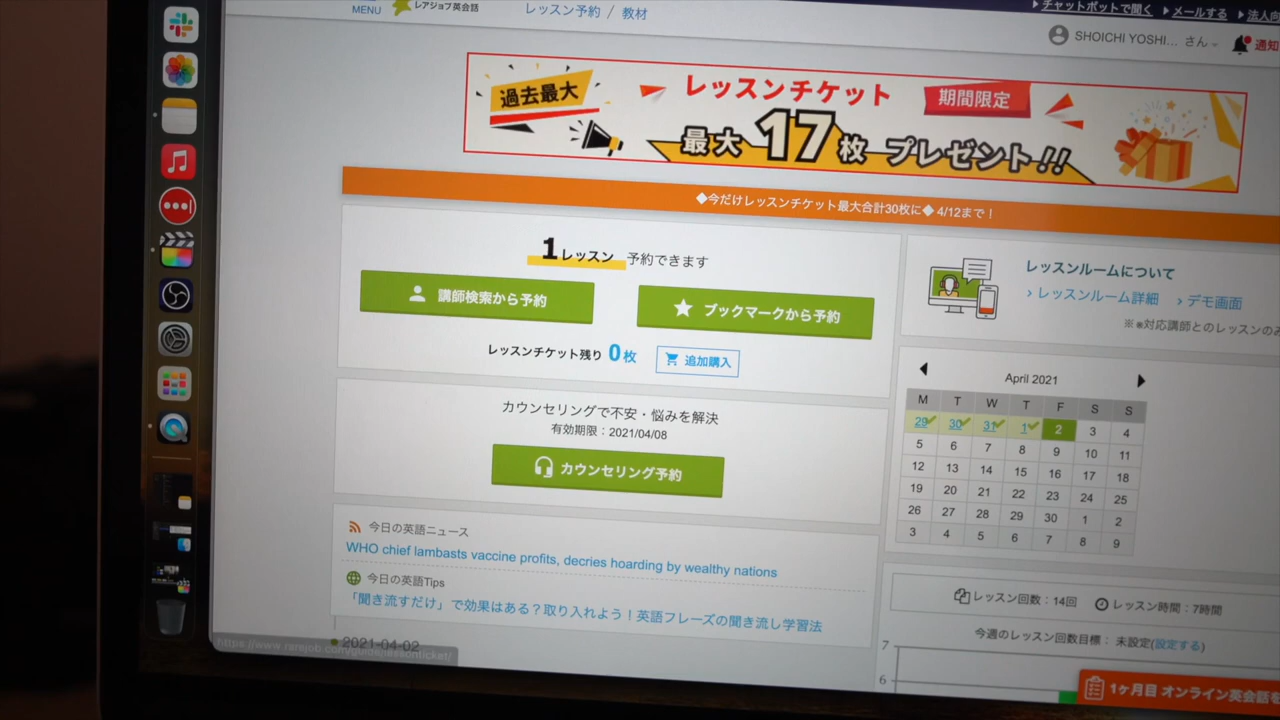 MENU
レアジョブ英会話
レッスン予約 / 教材
チャットボットで聞く
メールする
法人向
SHOICHI YOSHI... さん
通知
過去最大
レッスンチケット
期間限定
最大17枚 プレゼント!!
◆今だけレッスンチケット最大合計30枚に◆ 4/12まで！
1レッスン 予約できます
講師検索から予約
ブックマークから予約
レッスンチケット残り 0枚
追加購入
カウンセリングで不安・悩みを解決
有効期限：2021/04/08
カウンセリング予約
今日の英語ニュース
WHO chief lambasts vaccine profits, decries hoarding by wealthy nations
今日の英語Tips
「聞き流すだけ」で効果はある？取り入れよう！英語フレーズの聞き流し学習法
2021-04-02
https://www.rarejob.com/guide/lessonticket/
レッスンルームについて
› レッスンルーム詳細 › デモ画面
※※対応講師とのレッスンのみ
April 2021
M T W T F S S
29 30 31 1 2 3 4
5 6 7 8 9 10 11
12 13 14 15 16 17 18
19 20 21 22 23 24 25
26 27 28 29 30 1 2
3 4 5 6 7 8 9
レッスン回数：14回
レッスン時間：7時間
今週のレッスン回数目標： 未設定(設定する)
7
6
1ヶ月目 オンライン英会話を